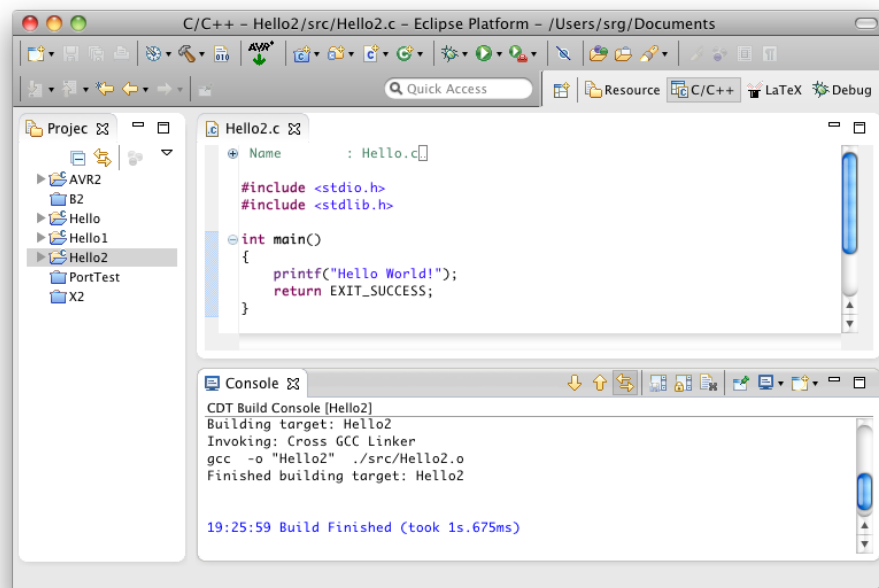 C/C++ – Hello2/src/Hello2.c – Eclipse Platform – /Users/srg/Documents
010
AVR
Quick Access
Resource
C/C++
LaTeX
Debug
Projec
AVR2
B2
Hello
Hello1
Hello2
PortTest
X2
Hello2.c
Name : Hello.c
#include <stdio.h>
#include <stdlib.h>
int main()
{
printf("Hello World!");
return EXIT_SUCCESS;
}
Console
CDT Build Console [Hello2]
Building target: Hello2
Invoking: Cross GCC Linker
gcc -o "Hello2" ./src/Hello2.o
Finished building target: Hello2
19:25:59 Build Finished (took 1s.675ms)